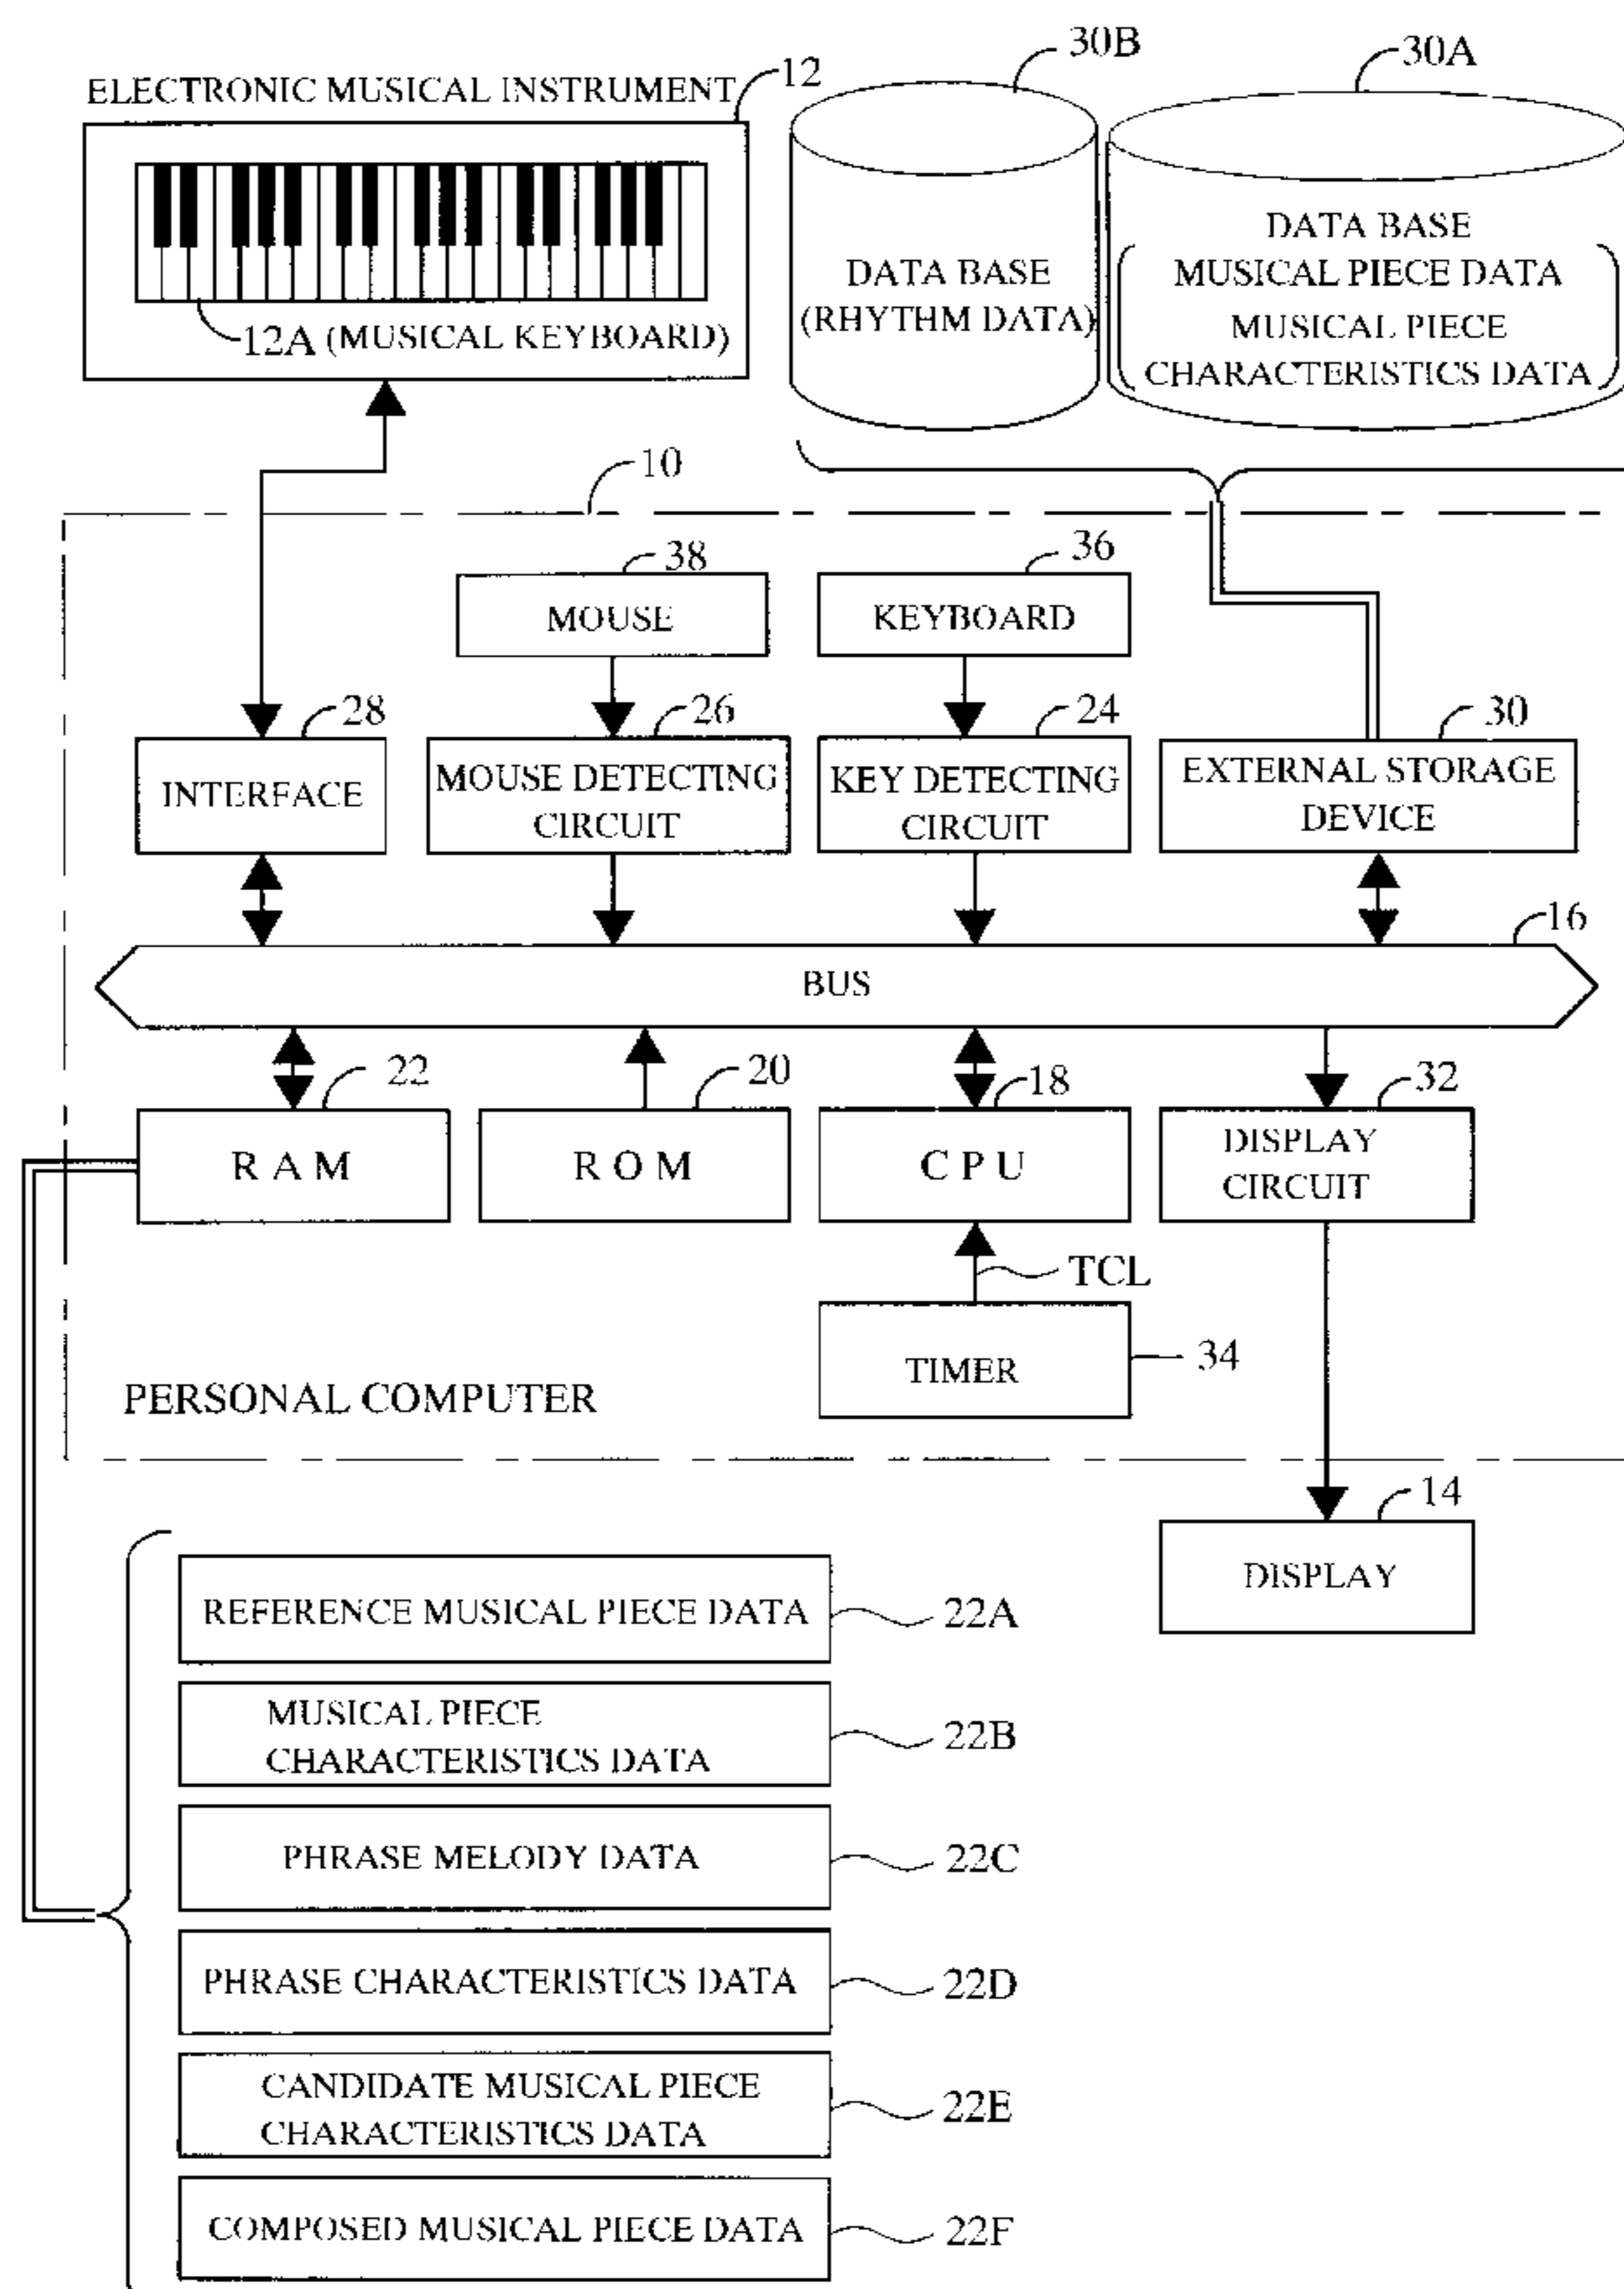 30B
30A
ELECTRONIC MUSICAL INSTRUMENT
12
DATA BASE
(RHYTHM DATA)
DATA BASE
MUSICAL PIECE DATA
MUSICAL PIECE
CHARACTERISTICS DATA
12A (MUSICAL KEYBOARD)
10
38
36
MOUSE
KEYBOARD
28
26
24
30
INTERFACE
MOUSE DETECTING
CIRCUIT
KEY DETECTING
CIRCUIT
EXTERNAL STORAGE
DEVICE
16
BUS
22
20
18
32
RAM
ROM
CPU
DISPLAY
CIRCUIT
TCL
TIMER
34
PERSONAL COMPUTER
14
DISPLAY
REFERENCE MUSICAL PIECE DATA
22A
MUSICAL PIECE
CHARACTERISTICS DATA
22B
PHRASE MELODY DATA
22C
PHRASE CHARACTERISTICS DATA
22D
CANDIDATE MUSICAL PIECE
CHARACTERISTICS DATA
22E
COMPOSED MUSICAL PIECE DATA
22F